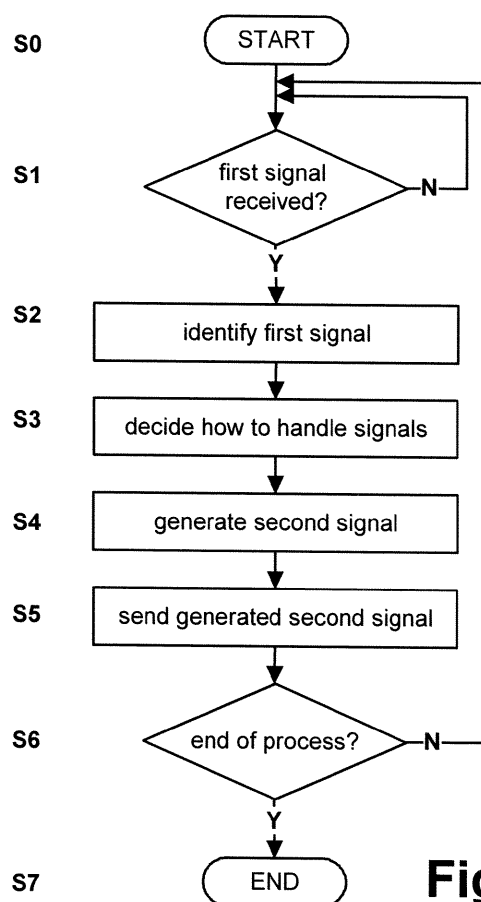 S0 START
S1 first signal
received? N
Y
S2 identify first signal
S3 decide how to handle signals
S4 generate second signal
S5 send generated second signal
S6 end of process? N
Y
S7 END
Fig